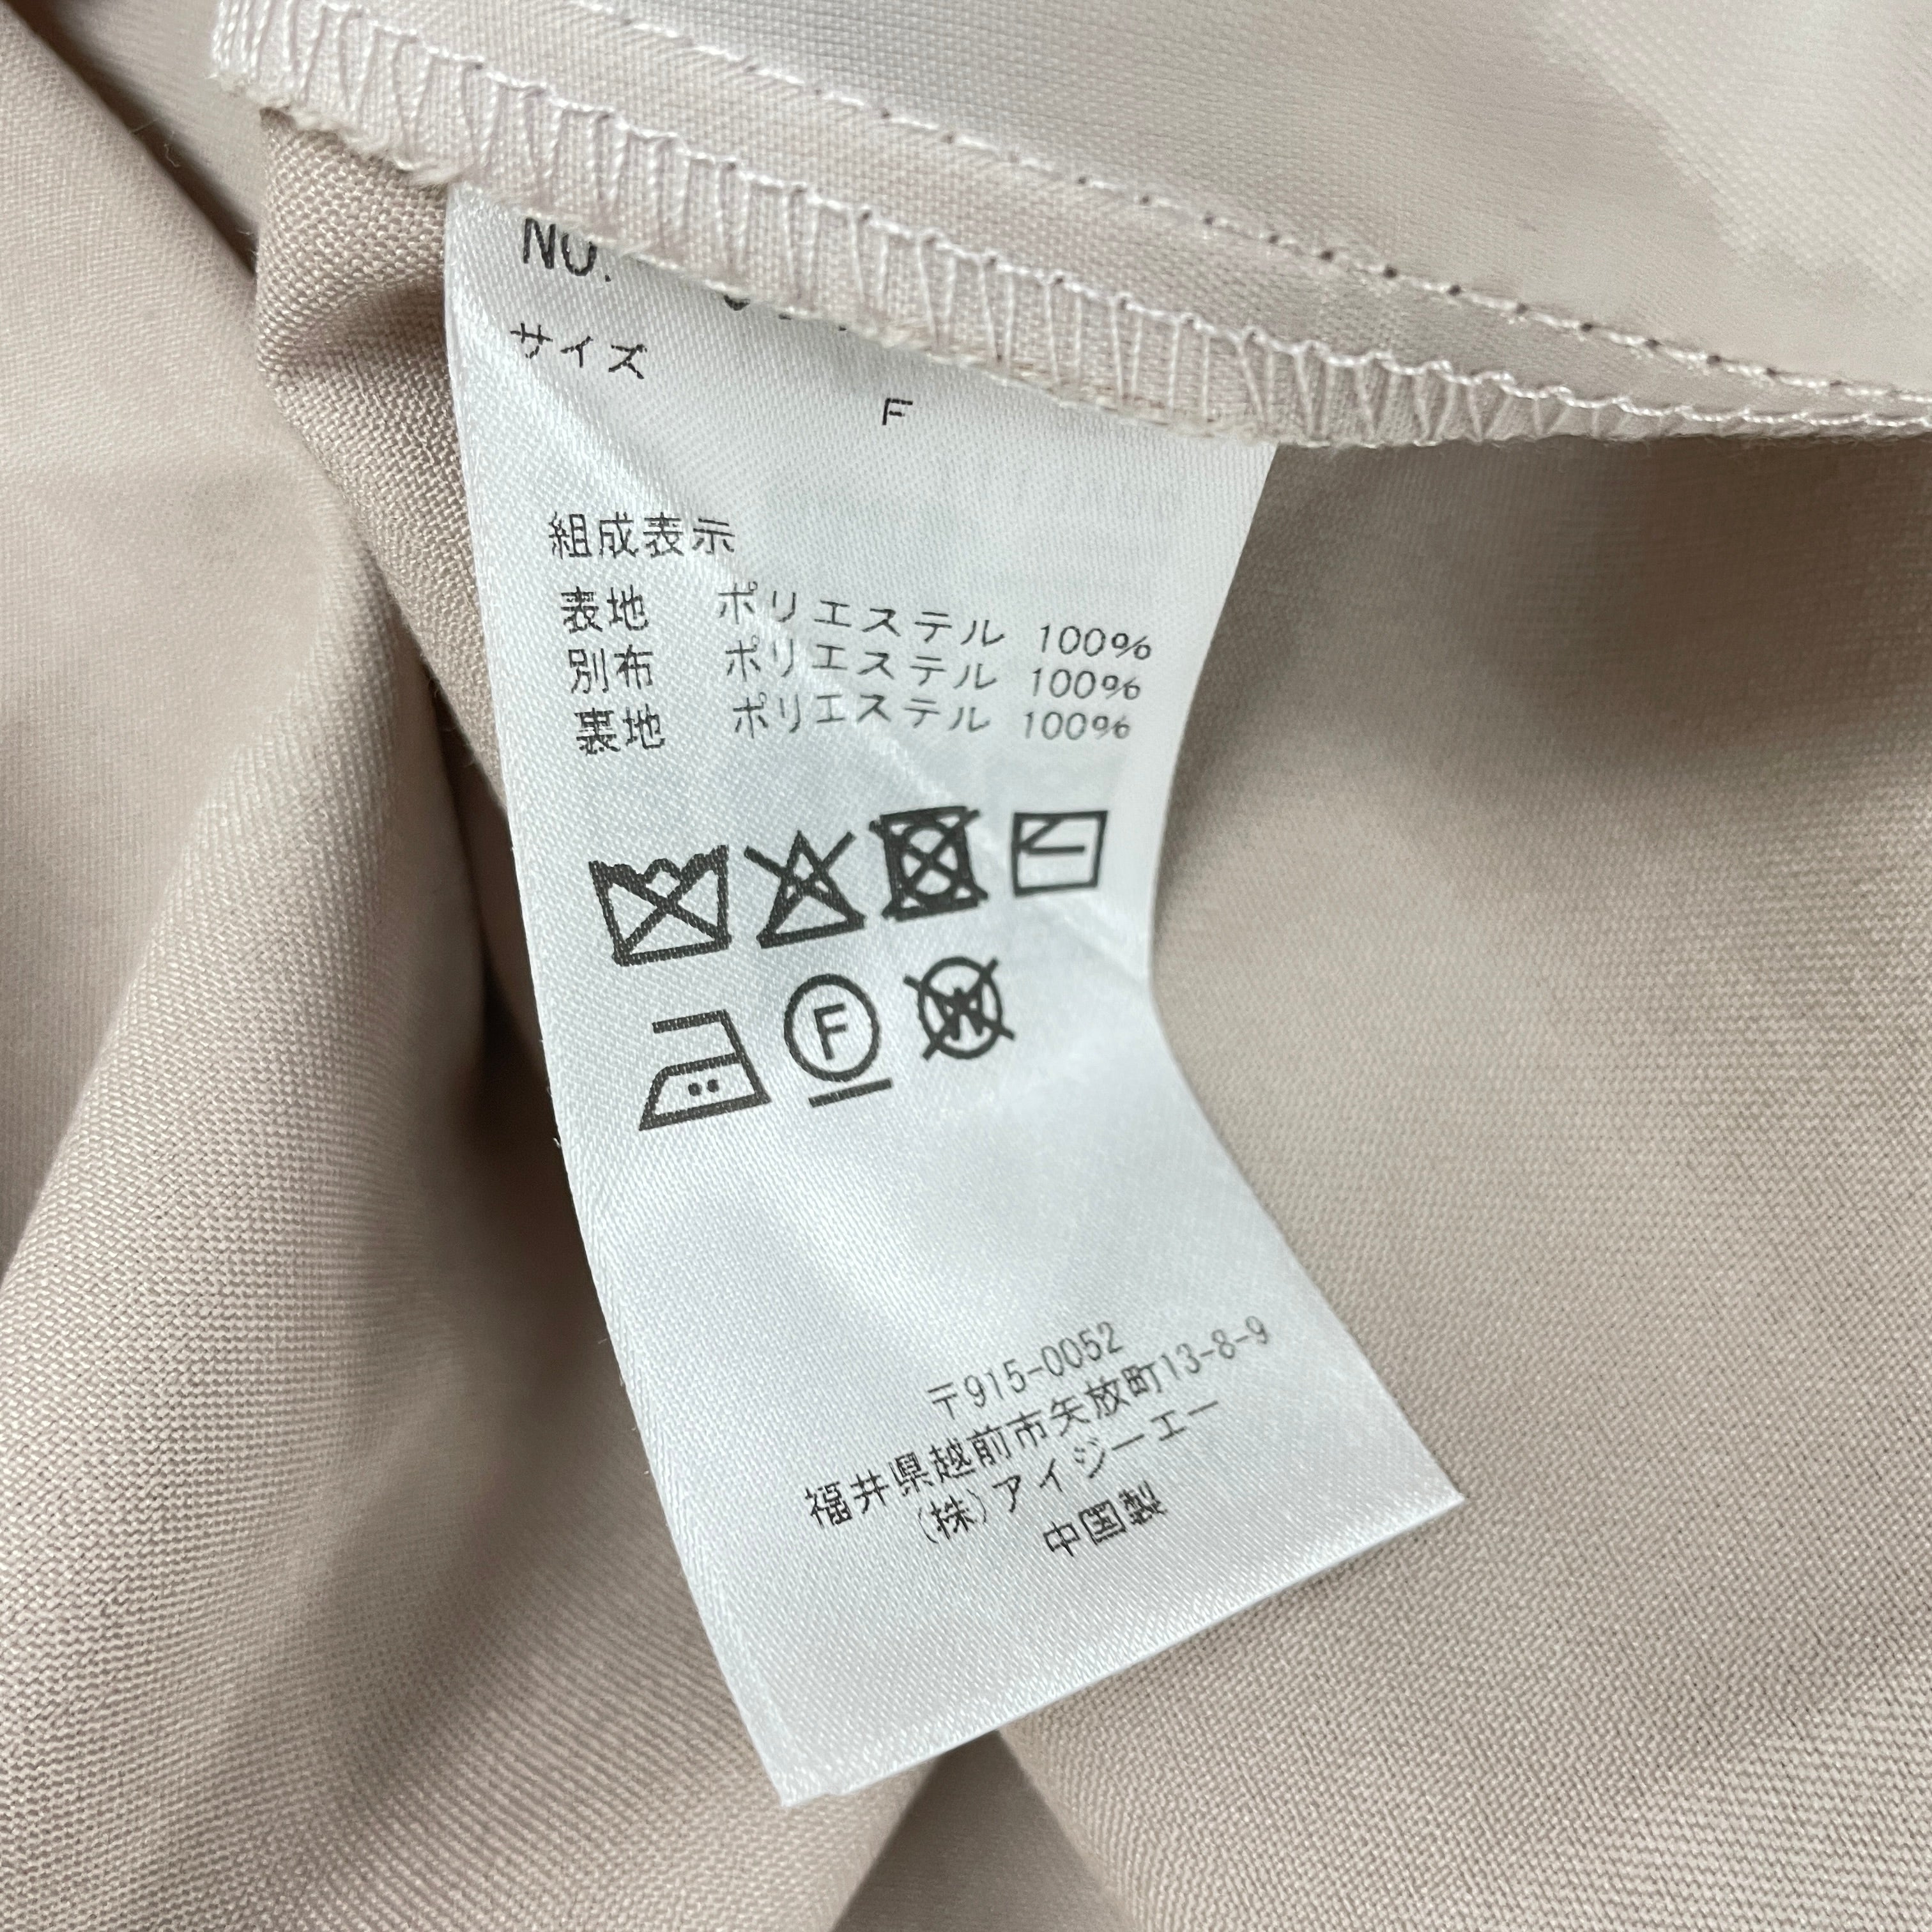 NO.
サイズ
F
組成表示
表地 ポリエステル 100%
別布 ポリエステル 100%
裏地 ポリエステル 100%
F
W
〒915-0052
福井県越前市矢放町13-8-9
(株)アイジーエー
中国製